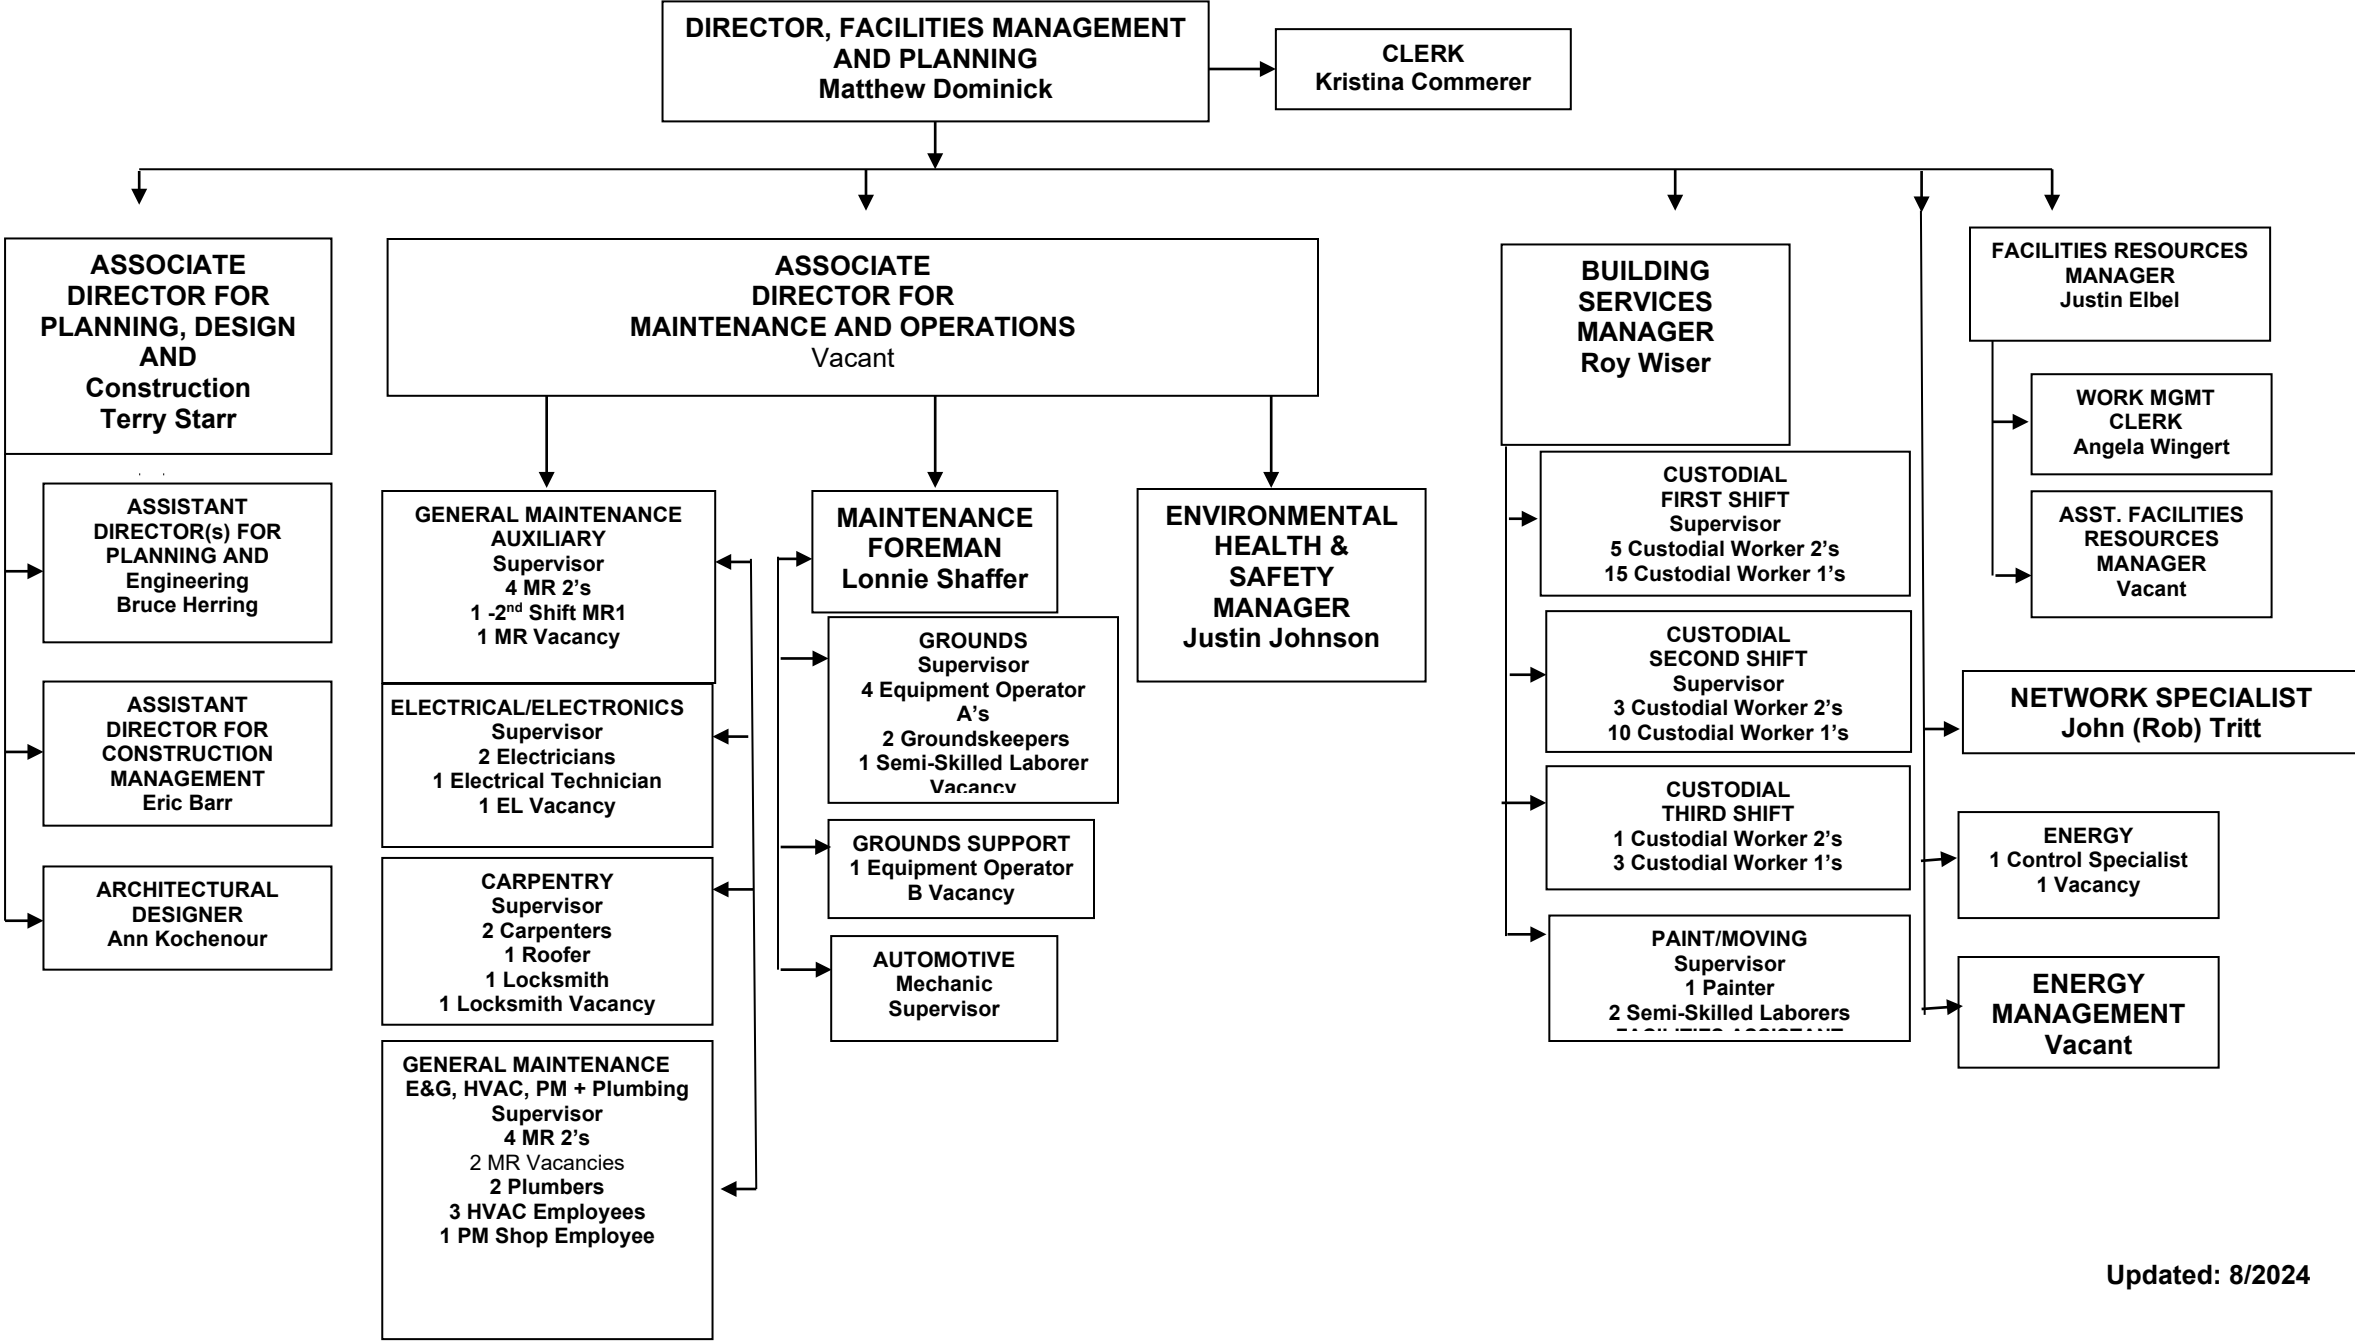 DIRECTOR, FACILITIES MANAGEMENT
AND PLANNING
Matthew Dominick
CLERK
Kristina Commerer
ASSOCIATE
DIRECTOR FOR
PLANNING, DESIGN
AND
Construction
Terry Starr
ASSISTANT
DIRECTOR(s) FOR
PLANNING AND
Engineering
Bruce Herring
ASSISTANT
DIRECTOR FOR
CONSTRUCTION
MANAGEMENT
Eric Barr
ARCHITECTURAL
DESIGNER
Ann Kochenour
ASSOCIATE
DIRECTOR FOR
MAINTENANCE AND OPERATIONS
Vacant
GENERAL MAINTENANCE
AUXILIARY
Supervisor
4 MR 2’s
1 -2nd Shift MR1
1 MR Vacancy
ELECTRICAL/ELECTRONICS
Supervisor
2 Electricians
1 Electrical Technician
1 EL Vacancy
CARPENTRY
Supervisor
2 Carpenters
1 Roofer
1 Locksmith
1 Locksmith Vacancy
GENERAL MAINTENANCE
E&G, HVAC, PM + Plumbing
Supervisor
4 MR 2’s
2 MR Vacancies
2 Plumbers
3 HVAC Employees
1 PM Shop Employee
MAINTENANCE
FOREMAN
Lonnie Shaffer
GROUNDS
Supervisor
4 Equipment Operator
A’s
2 Groundskeepers
1 Semi-Skilled Laborer
Vacancy
GROUNDS SUPPORT
1 Equipment Operator
B Vacancy
AUTOMOTIVE
Mechanic
Supervisor
ENVIRONMENTAL
HEALTH &
SAFETY
MANAGER
Justin Johnson
BUILDING
SERVICES
MANAGER
Roy Wiser
CUSTODIAL
FIRST SHIFT
Supervisor
5 Custodial Worker 2’s
15 Custodial Worker 1’s
CUSTODIAL
SECOND SHIFT
Supervisor
3 Custodial Worker 2’s
10 Custodial Worker 1’s
CUSTODIAL
THIRD SHIFT
1 Custodial Worker 2’s
3 Custodial Worker 1’s
PAINT/MOVING
Supervisor
1 Painter
2 Semi-Skilled Laborers
FACILITIES ASSISTANT
FACILITIES RESOURCES
MANAGER
Justin Elbel
WORK MGMT
CLERK
Angela Wingert
ASST. FACILITIES
RESOURCES
MANAGER
Vacant
NETWORK SPECIALIST
John (Rob) Tritt
ENERGY
1 Control Specialist
1 Vacancy
ENERGY
MANAGEMENT
Vacant
Updated: 8/2024